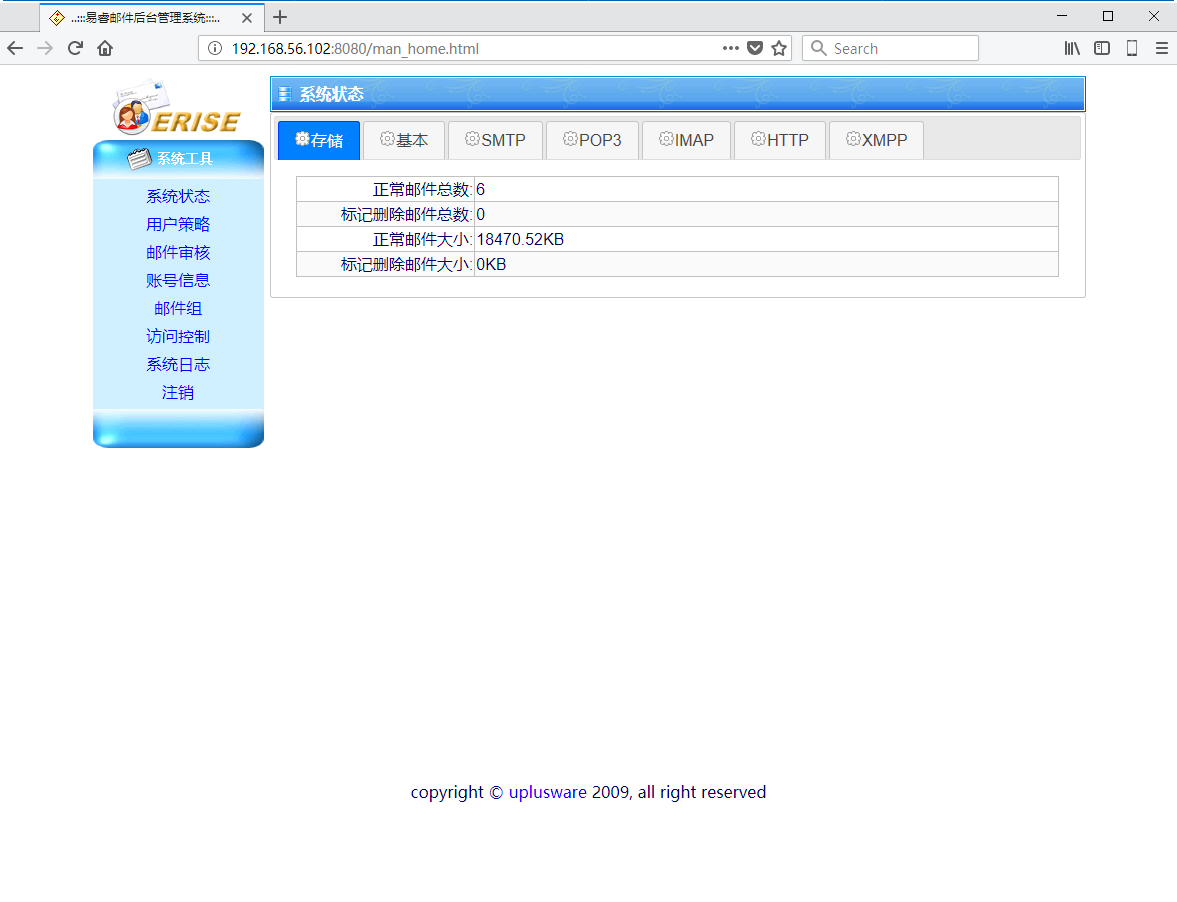 ..:::易睿邮件后台管理系统:::..
192.168.56.102:8080/man_home.html
Search
ERISE
系统状态
系统工具
系统状态
用户策略
邮件审核
账号信息
邮件组
访问控制
系统日志
注销
存储
基本
SMTP
POP3
IMAP
HTTP
XMPP
正常邮件总数: 6
标记删除邮件总数: 0
正常邮件大小: 18470.52KB
标记删除邮件大小: 0KB
copyright © uplusware 2009, all right reserved